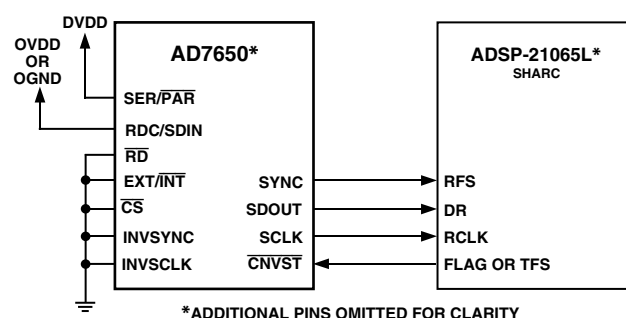 DVDD
OVDD
OR
OGND
AD7650*
SER/PAR
RDC/SDIN
RD
EXT/INT
CS
INVSYNC
INVSCLK
SYNC
SDOUT
SCLK
CNVST
ADSP-21065L*
SHARC
RFS
DR
RCLK
FLAG OR TFS
*ADDITIONAL PINS OMITTED FOR CLARITY